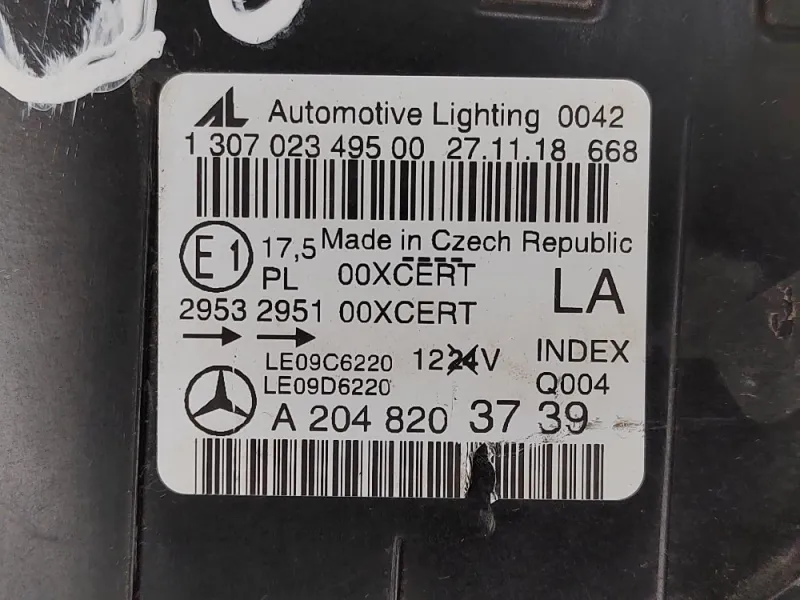 AL Automotive Lighting 0042
1 307 023 495 00 27.11.18 668
E1 17,5 Made in Czech Republic
PL 00XCERT LA
2953 2951 00XCERT
LE09C6220 1224V INDEX
LE09D6220 Q004
A 204 820 37 39